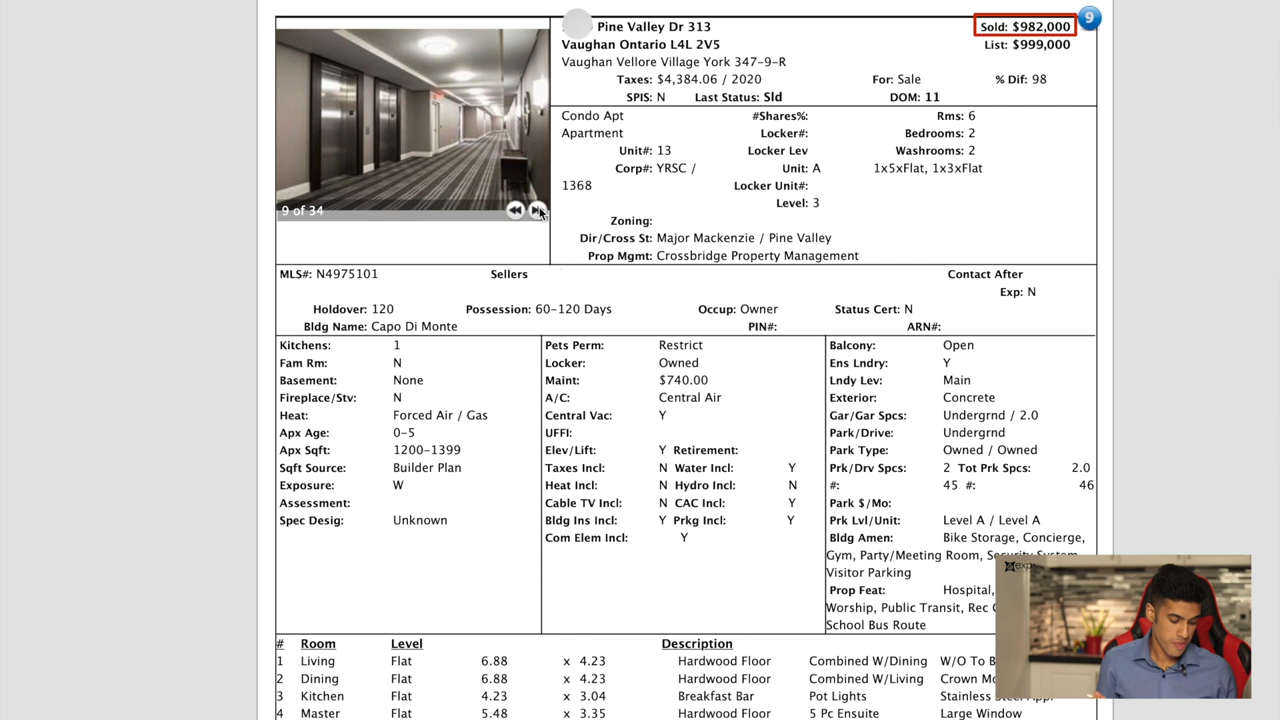 Pine Valley Dr 313 Sold: $982,000 9
Vaughan Ontario L4L 2V5 List: $999,000
Vaughan Vellore Village York 347-9-R
Taxes: $4,384.06 / 2020 For: Sale % Dif: 98
SPIS: N Last Status: Sld DOM: 11
Condo Apt #Shares%: Rms: 6
Apartment Locker#: Bedrooms: 2
Unit#: 13 Locker Lev Washrooms: 2
Corp#: YRSC / Unit: A 1x5xFlat, 1x3xFlat
1368 Locker Unit#:
Level: 3
9 of 34
Zoning:
Dir/Cross St: Major Mackenzie / Pine Valley
Prop Mgmt: Crossbridge Property Management
MLS#: N4975101 Sellers Contact After
Exp: N
Holdover: 120 Possession: 60-120 Days Occup: Owner Status Cert: N
Bldg Name: Capo Di Monte PIN#: ARN#:
Kitchens: 1 Pets Perm: Restrict Balcony: Open
Fam Rm: N Locker: Owned Ens Lndry: Y
Basement: None Maint: $740.00 Lndy Lev: Main
Fireplace/Stv: N A/C: Central Air Exterior: Concrete
Heat: Forced Air / Gas Central Vac: Y Gar/Gar Spcs: Undergrnd / 2.0
Apx Age: 0-5 UFFI: Park/Drive: Undergrnd
Apx Sqft: 1200-1399 Elev/Lift: Y Retirement: Park Type: Owned / Owned
Sqft Source: Builder Plan Taxes Incl: N Water Incl: Y Prk/Drv Spcs: 2 Tot Prk Spcs: 2.0
Exposure: W Heat Incl: N Hydro Incl: N #: 45 #: 46
Assessment: Cable TV Incl: N CAC Incl: Y Park $/Mo:
Spec Desig: Unknown Bldg Ins Incl: Y Prkg Incl: Y Prk Lvl/Unit: Level A / Level A
Com Elem Incl: Y Bldg Amen: Bike Storage, Concierge,
Gym, Party/Meeting Room, Security System,
Visitor Parking
Prop Feat: Hospital,
Worship, Public Transit, Rec
School Bus Route
exp
# Room Level Description
1 Living Flat 6.88 x 4.23 Hardwood Floor Combined W/Dining W/O To B
2 Dining Flat 6.88 x 4.23 Hardwood Floor Combined W/Living Crown Mo
3 Kitchen Flat 4.23 x 3.04 Breakfast Bar Pot Lights Stainless Steel Appl
4 Master Flat 5.48 x 3.35 Hardwood Floor 5 Pc Ensuite Large Window